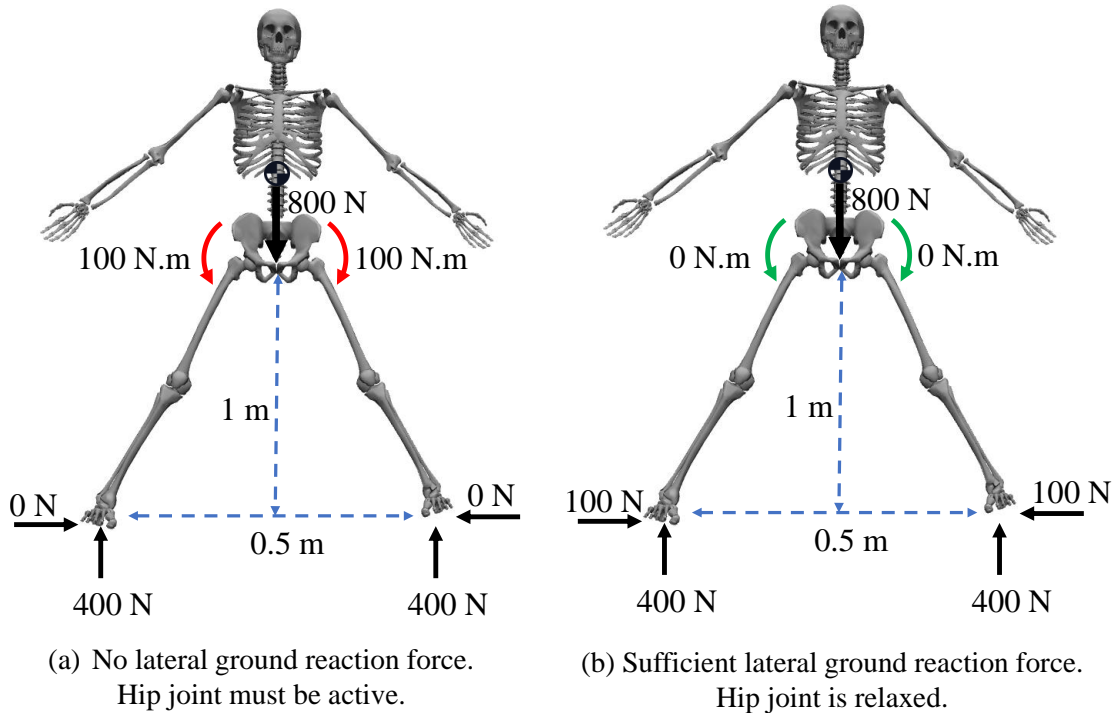 800 N
100 N.m
100 N.m
1 m
0 N
0 N
0.5 m
400 N
400 N
(a) No lateral ground reaction force.
Hip joint must be active.
800 N
0 N.m
0 N.m
1 m
100 N
100 N
0.5 m
400 N
400 N
(b) Sufficient lateral ground reaction force.
Hip joint is relaxed.